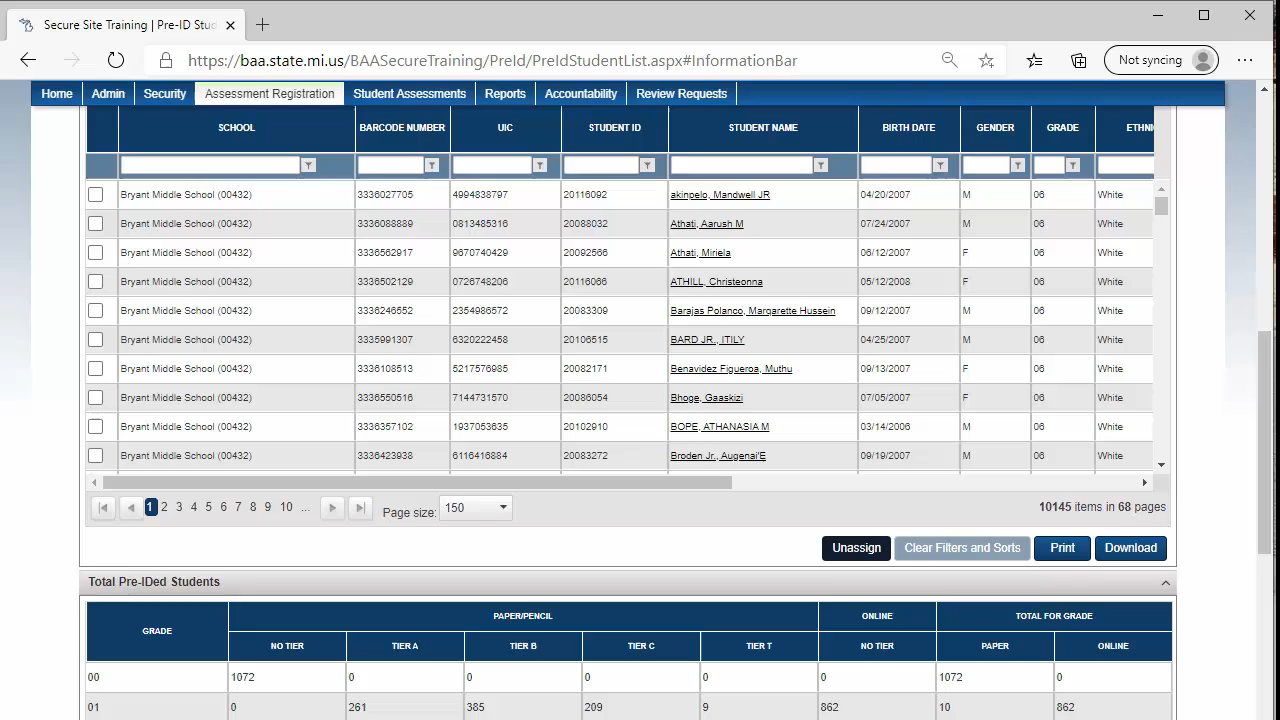 Secure Site Training | Pre-ID Stu
https://baa.state.mi.us/BAASecureTraining/PreId/PreIdStudentList.aspx#InformationBar
Not syncing
Home Admin Security Assessment Registration Student Assessments Reports Accountability Review Requests
SCHOOL BARCODE NUMBER UIC STUDENT ID STUDENT NAME BIRTH DATE GENDER GRADE ETHNI
Bryant Middle School (00432) 3336027705 4994838797 20116092 akinpelo, Mandwell JR 04/20/2007 M 06 White
Bryant Middle School (00432) 3336088889 0813485316 20088032 Athati, Aarush M 07/24/2007 M 06 White
Bryant Middle School (00432) 3336562917 9670740429 20092566 Athati, Miriela 06/12/2007 F 06 White
Bryant Middle School (00432) 3336502129 0726748206 20116066 ATHILL, Christeonna 05/12/2008 F 06 White
Bryant Middle School (00432) 3336246552 2354986572 20083309 Barajas Polanco, Margarette Hussein 09/12/2007 M 06 White
Bryant Middle School (00432) 3335991307 6320222458 20106515 BARD JR., ITILY 04/25/2007 M 06 White
Bryant Middle School (00432) 3336108513 5217576985 20082171 Benavidez Figueroa, Muthu 09/13/2007 F 06 White
Bryant Middle School (00432) 3336550516 7144731570 20086054 Bhoge, Gaaskizi 07/05/2007 F 06 White
Bryant Middle School (00432) 3336357102 1937053635 20102910 BOPE, ATHANASIA M 03/14/2006 M 06 White
Bryant Middle School (00432) 3336423938 6116416884 20083272 Broden Jr., Augenai'E 09/19/2007 M 06 White
1 2 3 4 5 6 7 8 9 10 ... Page size: 150 10145 items in 68 pages
Unassign Clear Filters and Sorts Print Download
Total Pre-IDed Students
GRADE PAPER/PENCIL ONLINE TOTAL FOR GRADE
NO TIER TIER A TIER B TIER C TIER T NO TIER PAPER ONLINE
00 1072 0 0 0 0 0 1072 0
01 0 261 385 209 9 862 10 862